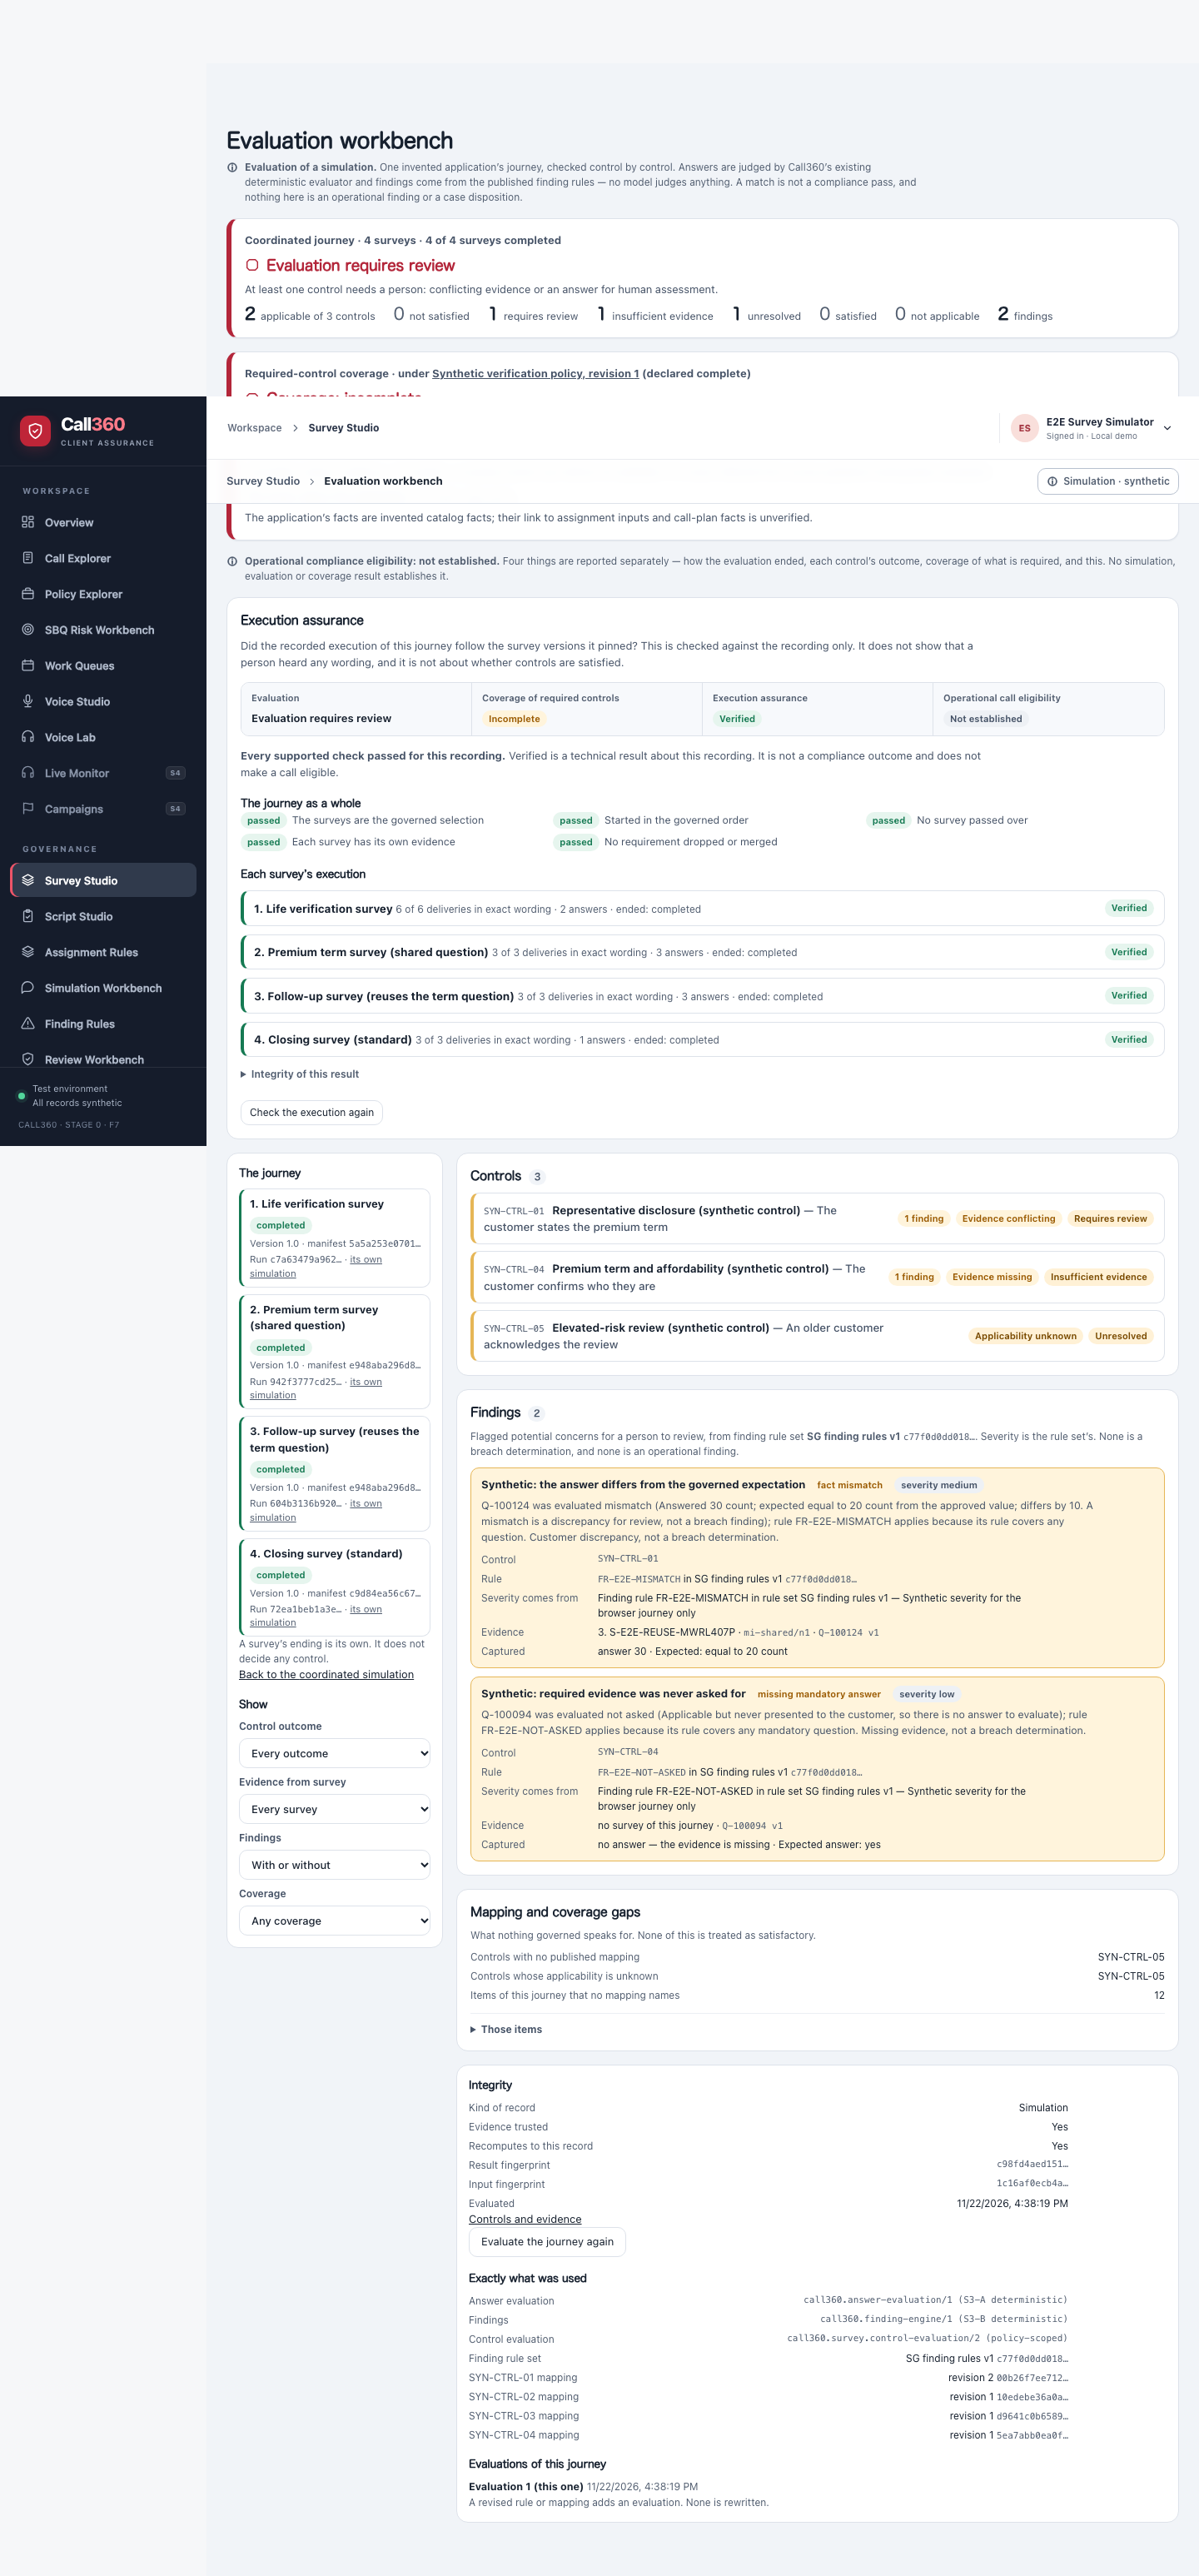 Evaluation workbench
Evaluation of a simulation. One invented application's journey, checked control by control. Answers are judged by Call360's existing
deterministic evaluator and findings come from the published finding rules — no model judges anything. A match is not a compliance pass, and
nothing here is an operational finding or a case disposition.
Coordinated journey · 4 surveys · 4 of 4 surveys completed
Evaluation requires review
At least one control needs a person: conflicting evidence or an answer for human assessment.
2 applicable of 3 controls 0 not satisfied 1 requires review 1 insufficient evidence 1 unresolved 0 satisfied 0 not applicable 2 findings
Required-control coverage · under Synthetic verification policy, revision 1 (declared complete)
Coverage: incomplete
Call360
CLIENT ASSURANCE
WORKSPACE
Overview
Call Explorer
Policy Explorer
SBQ Risk Workbench
Work Queues
Voice Studio
Voice Lab
Live Monitor S4
Campaigns S4
GOVERNANCE
Survey Studio
Script Studio
Assignment Rules
Simulation Workbench
Finding Rules
Review Workbench
Test environment
All records synthetic
CALL360 · STAGE 0 · F7
Workspace > Survey Studio
ES
E2E Survey Simulator
Signed in · Local demo
Survey Studio > Evaluation workbench
Simulation · synthetic
The application's facts are invented catalog facts; their link to assignment inputs and call-plan facts is unverified.
Operational compliance eligibility: not established. Four things are reported separately — how the evaluation ended, each control's outcome, coverage of what is required, and this. No simulation,
evaluation or coverage result establishes it.
Execution assurance
Did the recorded execution of this journey follow the survey versions it pinned? This is checked against the recording only. It does not show that a
person heard any wording, and it is not about whether controls are satisfied.
Evaluation
Evaluation requires review
Coverage of required controls
Incomplete
Execution assurance
Verified
Operational call eligibility
Not established
Every supported check passed for this recording. Verified is a technical result about this recording. It is not a compliance outcome and does not
make a call eligible.
The journey as a whole
passed The surveys are the governed selection
passed Started in the governed order
passed No survey passed over
passed Each survey has its own evidence
passed No requirement dropped or merged
Each survey's execution
1. Life verification survey 6 of 6 deliveries in exact wording · 2 answers · ended: completed Verified
2. Premium term survey (shared question) 3 of 3 deliveries in exact wording · 3 answers · ended: completed Verified
3. Follow-up survey (reuses the term question) 3 of 3 deliveries in exact wording · 3 answers · ended: completed Verified
4. Closing survey (standard) 3 of 3 deliveries in exact wording · 1 answers · ended: completed Verified
Integrity of this result
Check the execution again
The journey
1. Life verification survey
completed
Version 1.0 · manifest 5a5a253e0701…
Run c7a63479a962… · its own
simulation
2. Premium term survey
(shared question)
completed
Version 1.0 · manifest e948aba296d8…
Run 942f3777cd25… · its own
simulation
3. Follow-up survey (reuses the
term question)
completed
Version 1.0 · manifest e948aba296d8…
Run 604b3136b920… · its own
simulation
4. Closing survey (standard)
completed
Version 1.0 · manifest c9d84ea56c67…
Run 72ea1beb1a3e… · its own
simulation
A survey's ending is its own. It does not
decide any control.
Back to the coordinated simulation
Show
Control outcome
Every outcome
Evidence from survey
Every survey
Findings
With or without
Coverage
Any coverage
Controls 3
SYN-CTRL-01 Representative disclosure (synthetic control) — The
customer states the premium term
1 finding Evidence conflicting Requires review
SYN-CTRL-04 Premium term and affordability (synthetic control) — The
customer confirms who they are
1 finding Evidence missing Insufficient evidence
SYN-CTRL-05 Elevated-risk review (synthetic control) — An older customer
acknowledges the review
Applicability unknown Unresolved
Findings 2
Flagged potential concerns for a person to review, from finding rule set SG finding rules v1 c77f0d0dd018…. Severity is the rule set's. None is a
breach determination, and none is an operational finding.
Synthetic: the answer differs from the governed expectation fact mismatch severity medium
Q-100124 was evaluated mismatch (Answered 30 count; expected equal to 20 count from the approved value; differs by 10. A
mismatch is a discrepancy for review, not a breach finding); rule FR-E2E-MISMATCH applies because its rule covers any
question. Customer discrepancy, not a breach determination.
Control SYN-CTRL-01
Rule FR-E2E-MISMATCH in SG finding rules v1 c77f0d0dd018…
Severity comes from Finding rule FR-E2E-MISMATCH in rule set SG finding rules v1 — Synthetic severity for the
browser journey only
Evidence 3. S-E2E-REUSE-MWRL407P · mi-shared/n1 · Q-100124 v1
Captured answer 30 · Expected: equal to 20 count
Synthetic: required evidence was never asked for missing mandatory answer severity low
Q-100094 was evaluated not asked (Applicable but never presented to the customer, so there is no answer to evaluate); rule
FR-E2E-NOT-ASKED applies because its rule covers any mandatory question. Missing evidence, not a breach determination.
Control SYN-CTRL-04
Rule FR-E2E-NOT-ASKED in SG finding rules v1 c77f0d0dd018…
Severity comes from Finding rule FR-E2E-NOT-ASKED in rule set SG finding rules v1 — Synthetic severity for the
browser journey only
Evidence no survey of this journey · Q-100094 v1
Captured no answer — the evidence is missing · Expected answer: yes
Mapping and coverage gaps
What nothing governed speaks for. None of this is treated as satisfactory.
Controls with no published mapping SYN-CTRL-05
Controls whose applicability is unknown SYN-CTRL-05
Items of this journey that no mapping names 12
Those items
Integrity
Kind of record Simulation
Evidence trusted Yes
Recomputes to this record Yes
Result fingerprint c98fd4aed151…
Input fingerprint 1c16af0ecb4a…
Evaluated 11/22/2026, 4:38:19 PM
Controls and evidence
Evaluate the journey again
Exactly what was used
Answer evaluation call360.answer-evaluation/1 (S3-A deterministic)
Findings call360.finding-engine/1 (S3-B deterministic)
Control evaluation call360.survey.control-evaluation/2 (policy-scoped)
Finding rule set SG finding rules v1 c77f0d0dd018…
SYN-CTRL-01 mapping revision 2 00b26f7ee712…
SYN-CTRL-02 mapping revision 1 10edebe36a0a…
SYN-CTRL-03 mapping revision 1 d9641c0b6589…
SYN-CTRL-04 mapping revision 1 5ea7abb0ea0f…
Evaluations of this journey
Evaluation 1 (this one) 11/22/2026, 4:38:19 PM
A revised rule or mapping adds an evaluation. None is rewritten.